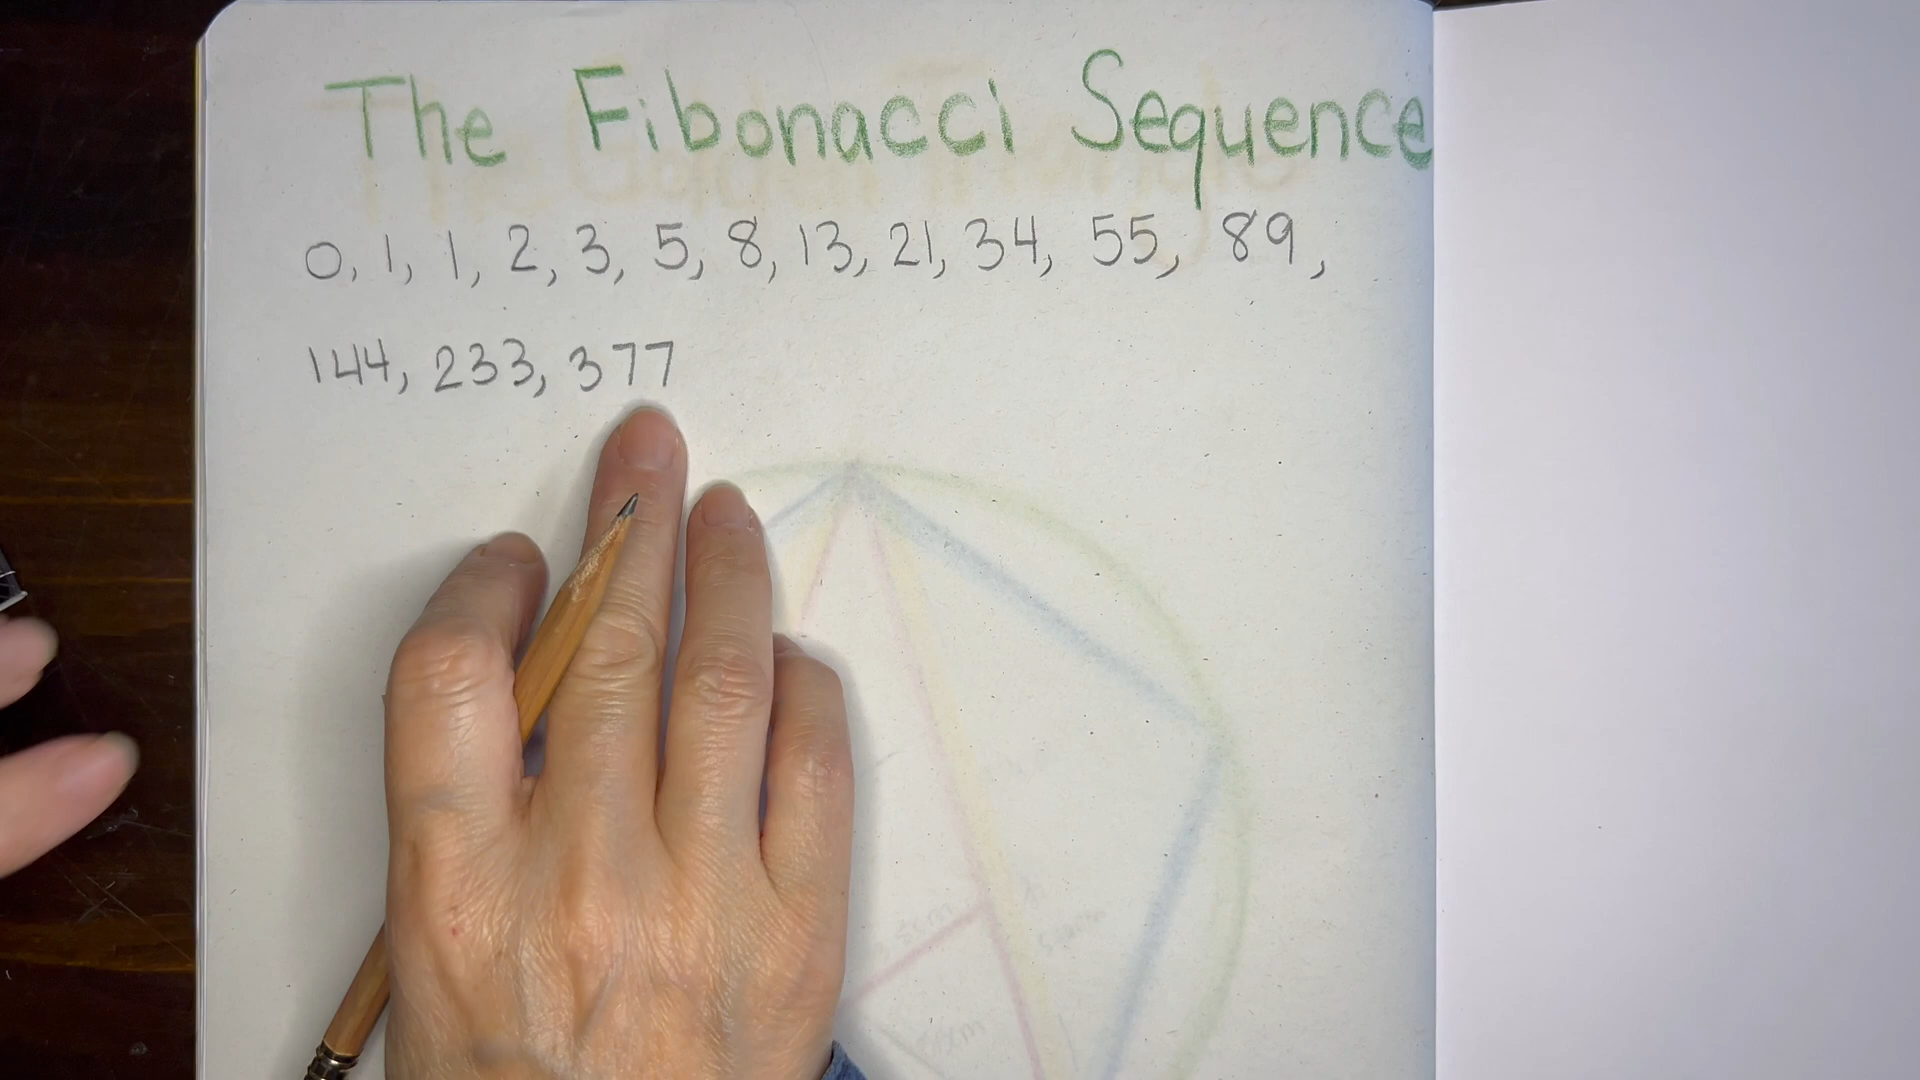 The Fibonacci Sequence
0, 1, 1, 2, 3, 5, 8, 13, 21, 34, 55, 89,
144, 233, 377